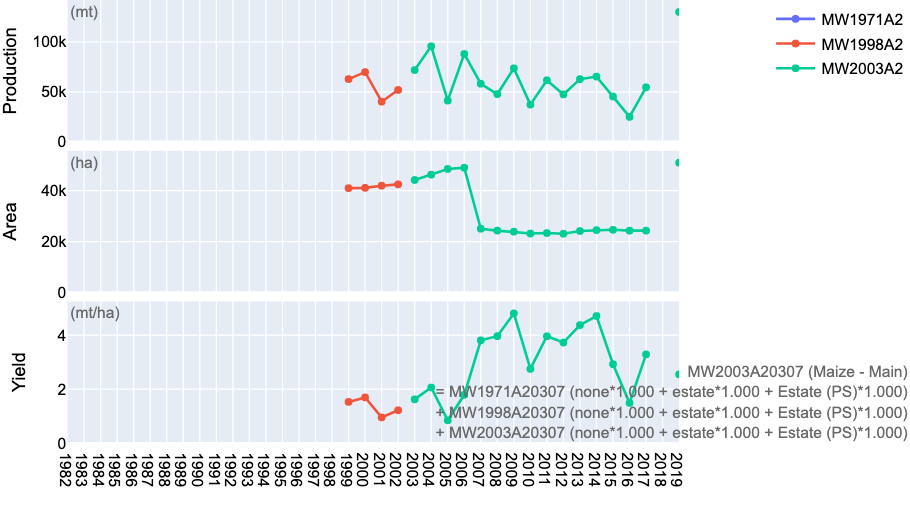 (mt)
Production
100k
50k
0
MW1971A2
MW1998A2
MW2003A2
(ha)
Area
40k
20k
0
(mt/ha)
Yield
4
2
0
MW2003A20307 (Maize - Main)
= MW1971A20307 (none*1.000 + estate*1.000 + Estate (PS)*1.000)
+ MW1998A20307 (none*1.000 + estate*1.000 + Estate (PS)*1.000)
+ MW2003A20307 (none*1.000 + estate*1.000 + Estate (PS)*1.000)
1982 1983 1984 1985 1986 1987 1988 1989 1990 1991 1992 1993 1994 1995 1996 1997 1998 1999 2000 2001 2002 2003 2004 2005 2006 2007 2008 2009 2010 2011 2012 2013 2014 2015 2016 2017 2018 2019